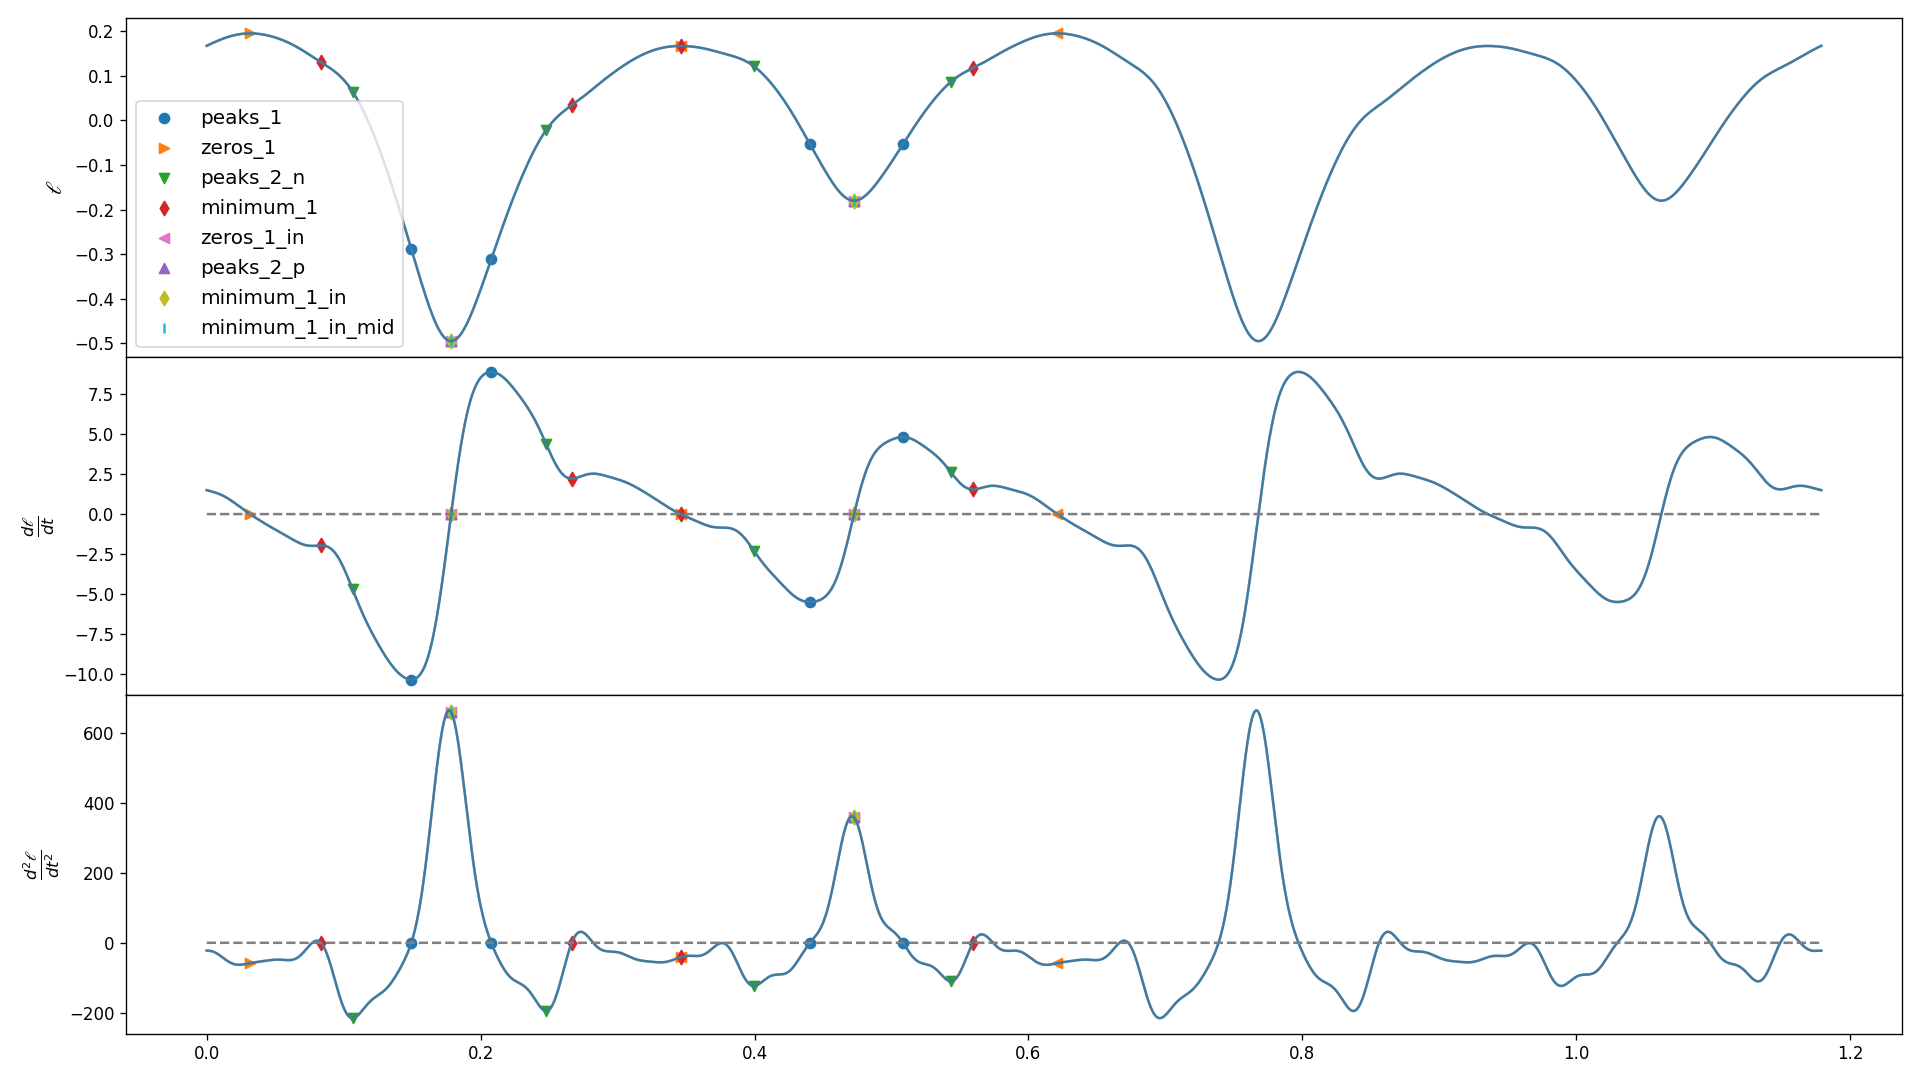 0.2
0.1
0.0
−0.1
−0.2
−0.3
−0.4
−0.5
ℓ
peaks_1
zeros_1
peaks_2_n
minimum_1
zeros_1_in
peaks_2_p
minimum_1_in
minimum_1_in_mid
7.5
5.0
2.5
0.0
−2.5
−5.0
−7.5
−10.0
dℓ
dt
600
400
200
0
−200
d²ℓ
dt²
0.0 0.2 0.4 0.6 0.8 1.0 1.2